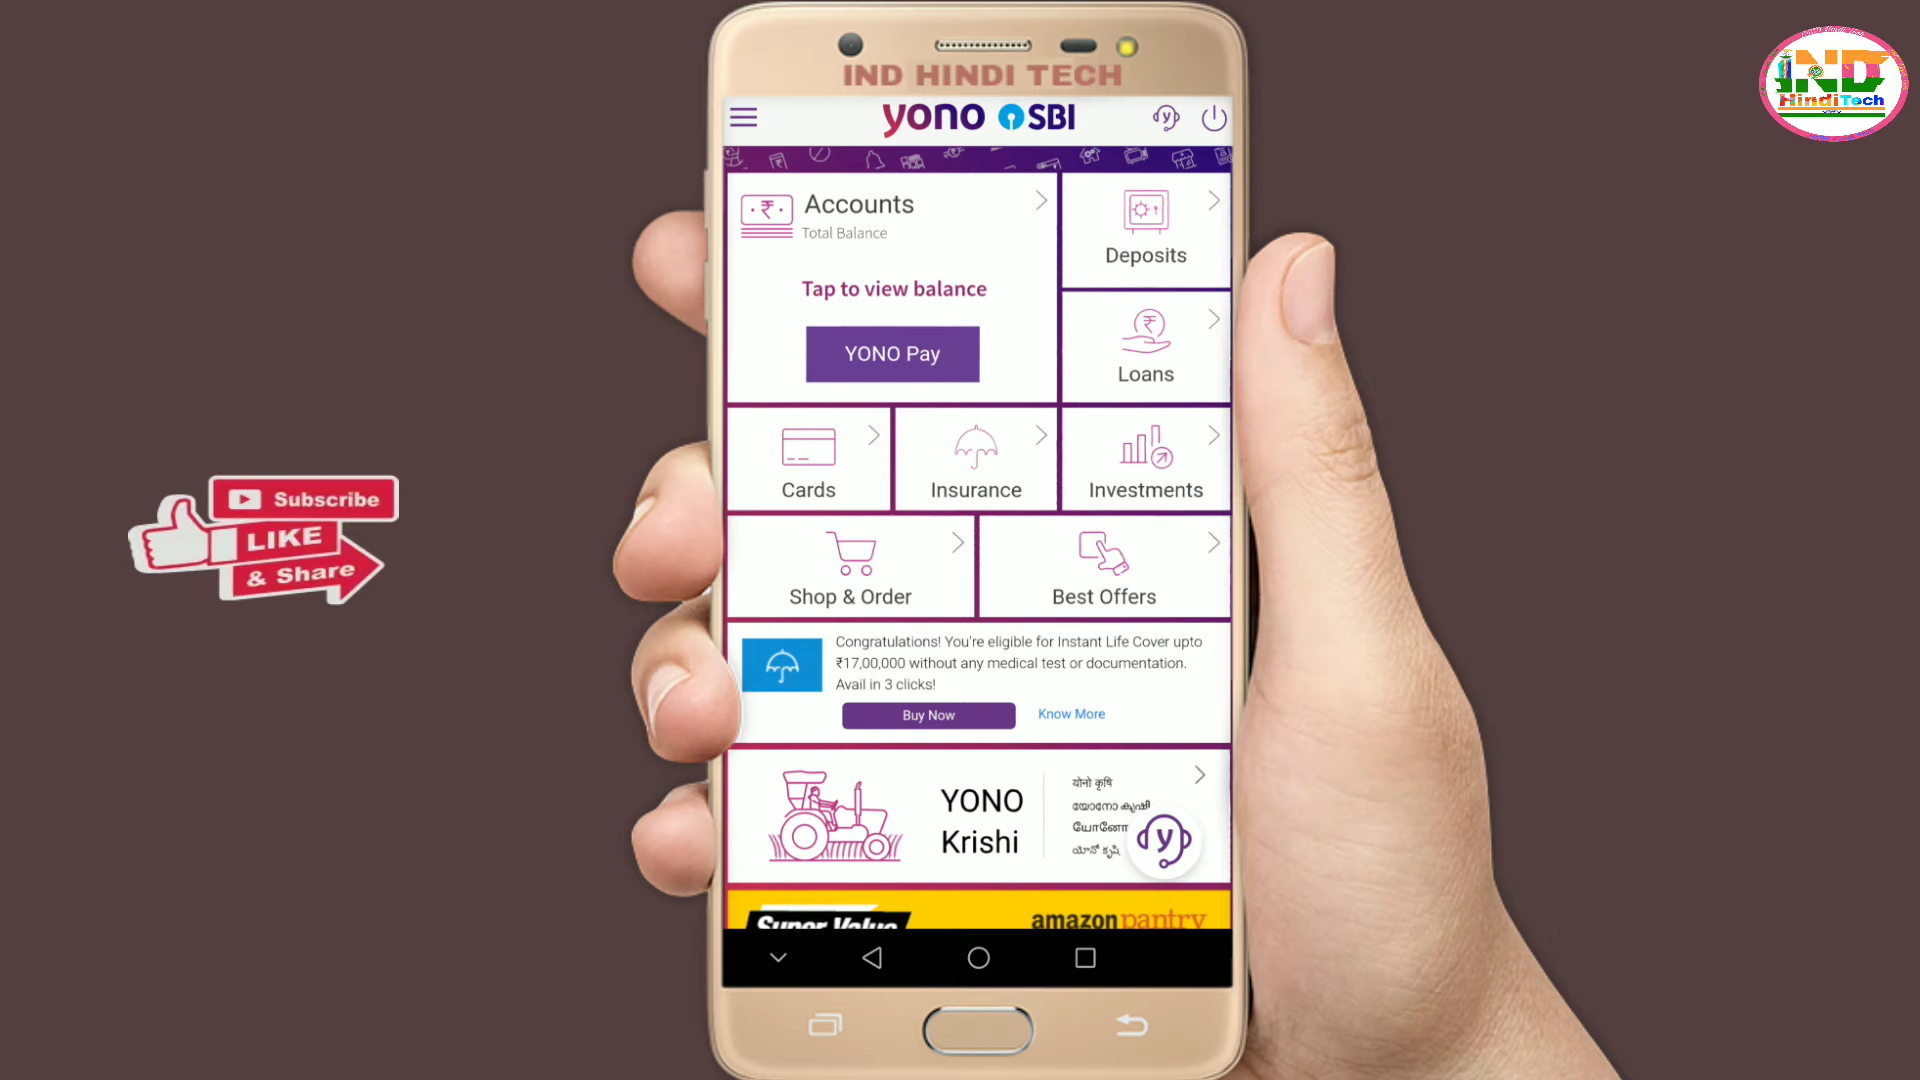 IND HINDI TECH
IND
HindiTech
yono SBI
y
Accounts
Total Balance
Tap to view balance
YONO Pay
Deposits
Loans
Cards
Insurance
Investments
Shop & Order
Best Offers
Subscribe
LIKE
& Share
Congratulations! You're eligible for Instant Life Cover upto
₹17,00,000 without any medical test or documentation.
Avail in 3 clicks!
Buy Now
Know More
YONO
Krishi
योनो कृषि
യോനോ കൃഷി
யோனோ
యోనో కృషి
y
Super Value
amazon pantry